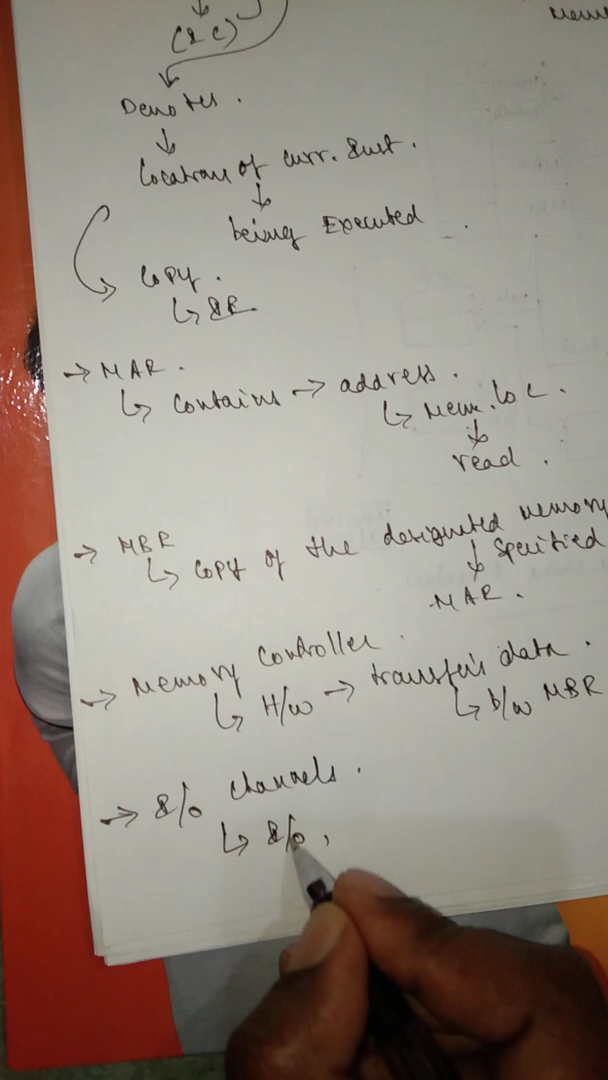 (I C)
Denotes.
↓
Location of curr. Inst.
↓
being Executed
Copy.
↳ IR.
→ MAR.
↳ Contains → address.
↳ Mem. loc.
↓
read.
→ MBR
↳ Copy of the designated memory
↓ Specified
MAR.
→ Memory Controller.
↳ H/w → transfers data.
↳ b/w MBR
→ I/o channels.
↳ I/o,